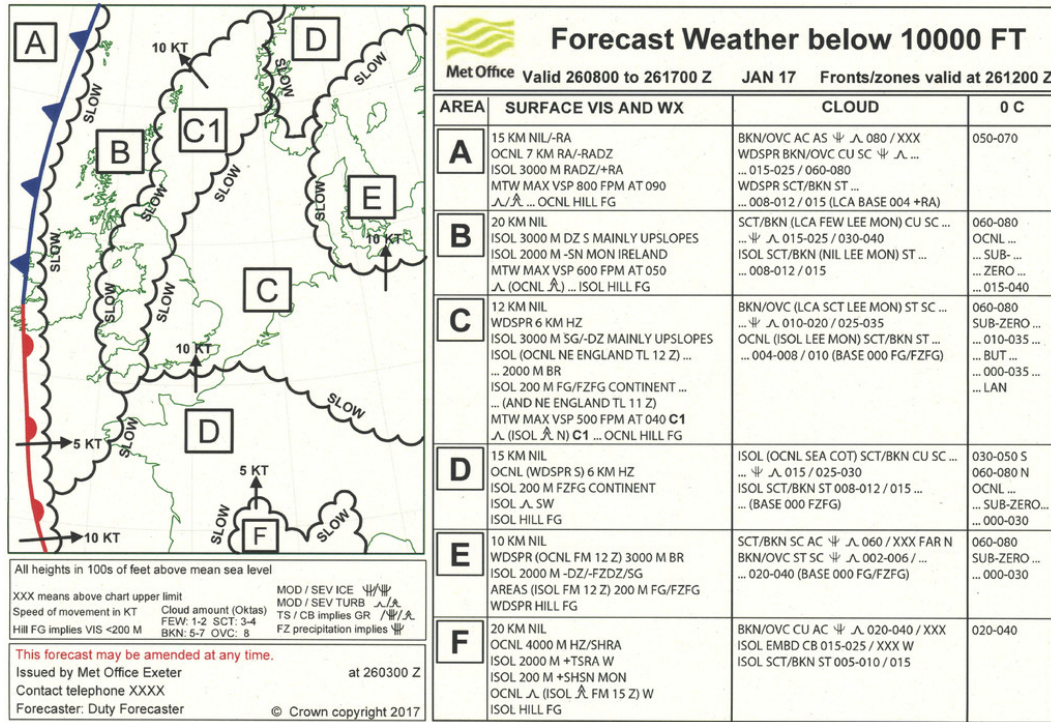 A
B
C1
D
E
C
D
F
SLOW
SLOW
SLOW
SLOW
SLOW
SLOW
SLOW
SLOW
SLOW.
SLOW
SLOW
SLOW
SLOW
SLOW
SLOW
10 KT
10 KT
10 KT
5 KT
5 KT
10 KT
All heights in 100s of feet above mean sea level
XXX means above chart upper limit
Speed of movement in KT
Hill FG implies VIS <200 M
Cloud amount (Oktas)
FEW: 1-2 SCT: 3-4
BKN: 5-7 OVC: 8
MOD / SEV ICE /
MOD / SEV TURB /
TS / CB implies GR / /
FZ precipitation implies
This forecast may be amended at any time.
Issued by Met Office Exeter at 260300 Z
Contact telephone XXXX
Forecaster: Duty Forecaster © Crown copyright 2017
Met Office
Forecast Weather below 10000 FT
Valid 260800 to 261700 Z JAN 17 Fronts/zones valid at 261200 Z
AREA SURFACE VIS AND WX CLOUD 0 C
A
15 KM NIL/-RA
OCNL 7 KM RA/-RADZ
ISOL 3000 M RADZ/+RA
MTW MAX VSP 800 FPM AT 090
/ ... OCNL HILL FG
BKN/OVC AC AS 080 / XXX
WDSPR BKN/OVC CU SC ...
... 015-025 / 060-080
WDSPR SCT/BKN ST ...
... 008-012 / 015 (LCA BASE 004 +RA)
050-070
B
20 KM NIL
ISOL 3000 M DZ S MAINLY UPSLOPES
ISOL 2000 M -SN MON IRELAND
MTW MAX VSP 600 FPM AT 050
(OCNL ) ... ISOL HILL FG
SCT/BKN (LCA FEW LEE MON) CU SC ...
... 015-025 / 030-040
ISOL SCT/BKN (NIL LEE MON) ST ...
... 008-012 / 015
060-080
OCNL ...
... SUB- ...
... ZERO ...
... 015-040
C
12 KM NIL
WDSPR 6 KM HZ
ISOL 3000 M SG/-DZ MAINLY UPSLOPES
ISOL (OCNL NE ENGLAND TL 12 Z) ...
... 2000 M BR
ISOL 200 M FG/FZFG CONTINENT ...
... (AND NE ENGLAND TL 11 Z)
MTW MAX VSP 500 FPM AT 040 C1
(ISOL N) C1 ... OCNL HILL FG
BKN/OVC (LCA SCT LEE MON) ST SC ...
... 010-020 / 025-035
OCNL (ISOL LEE MON) SCT/BKN ST ...
... 004-008 / 010 (BASE 000 FG/FZFG)
060-080
SUB-ZERO ...
... 010-035 ...
... BUT ...
... 000-035 ...
... LAN
D
15 KM NIL
OCNL (WDSPR S) 6 KM HZ
ISOL 200 M FZFG CONTINENT
ISOL SW
ISOL HILL FG
ISOL (OCNL SEA COT) SCT/BKN CU SC ...
... 015 / 025-030
ISOL SCT/BKN ST 008-012 / 015 ...
... (BASE 000 FZFG)
030-050 S
060-080 N
OCNL ...
... SUB-ZERO...
... 000-030
E
10 KM NIL
WDSPR (OCNL FM 12 Z) 3000 M BR
ISOL 2000 M -DZ/-FZDZ/SG
AREAS (ISOL FM 12 Z) 200 M FG/FZFG
WDSPR HILL FG
SCT/BKN SC AC 060 / XXX FAR N
BKN/OVC ST SC 002-006 / ...
... 020-040 (BASE 000 FG/FZFG)
060-080
SUB-ZERO ...
... 000-030
F
20 KM NIL
OCNL 4000 M HZ/SHRA
ISOL 2000 M +TSRA W
ISOL 200 M +SHSN MON
OCNL (ISOL FM 15 Z) W
ISOL HILL FG
BKN/OVC CU AC 020-040 / XXX
ISOL EMBD CB 015-025 / XXX W
ISOL SCT/BKN ST 005-010 / 015
020-040